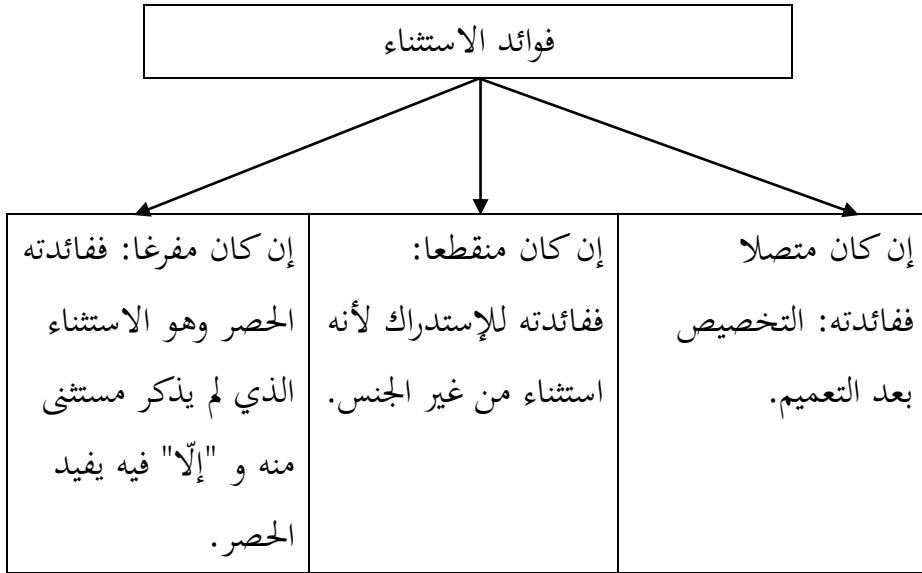 فوائد الاستثناء
إن كان متصلا
ففائدته: التخصيص
بعد التعميم.
إن كان منقطعا:
ففائدته للإستدراك لأنه
استثناء من غير الجنس.
إن كان مفرغا: ففائدته
الحصر وهو الاستثناء
الذي لم يذكر مستثنى
منه و "إلّا" فيه يفيد
الحصر.